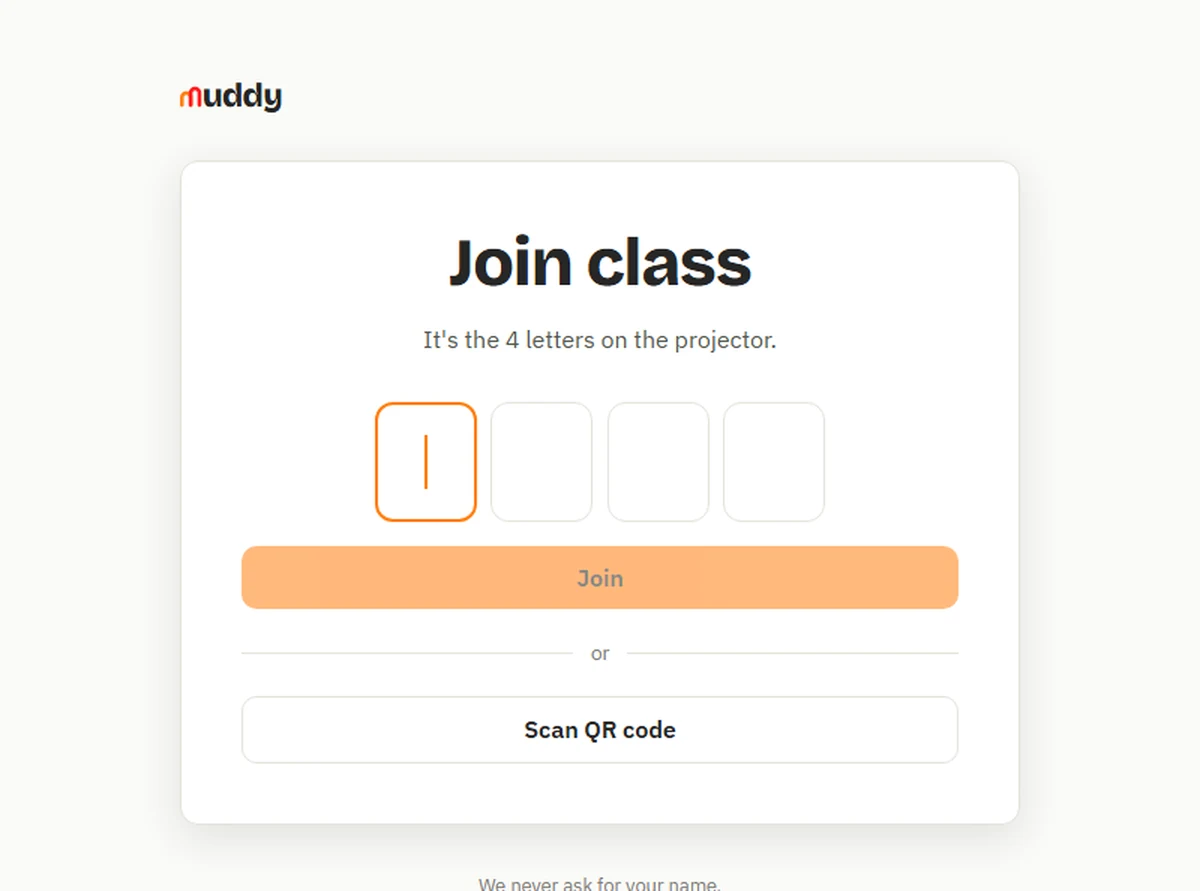 muddy
Join class
It's the 4 letters on the projector.
Join
or
Scan QR code
We never ask for your name.